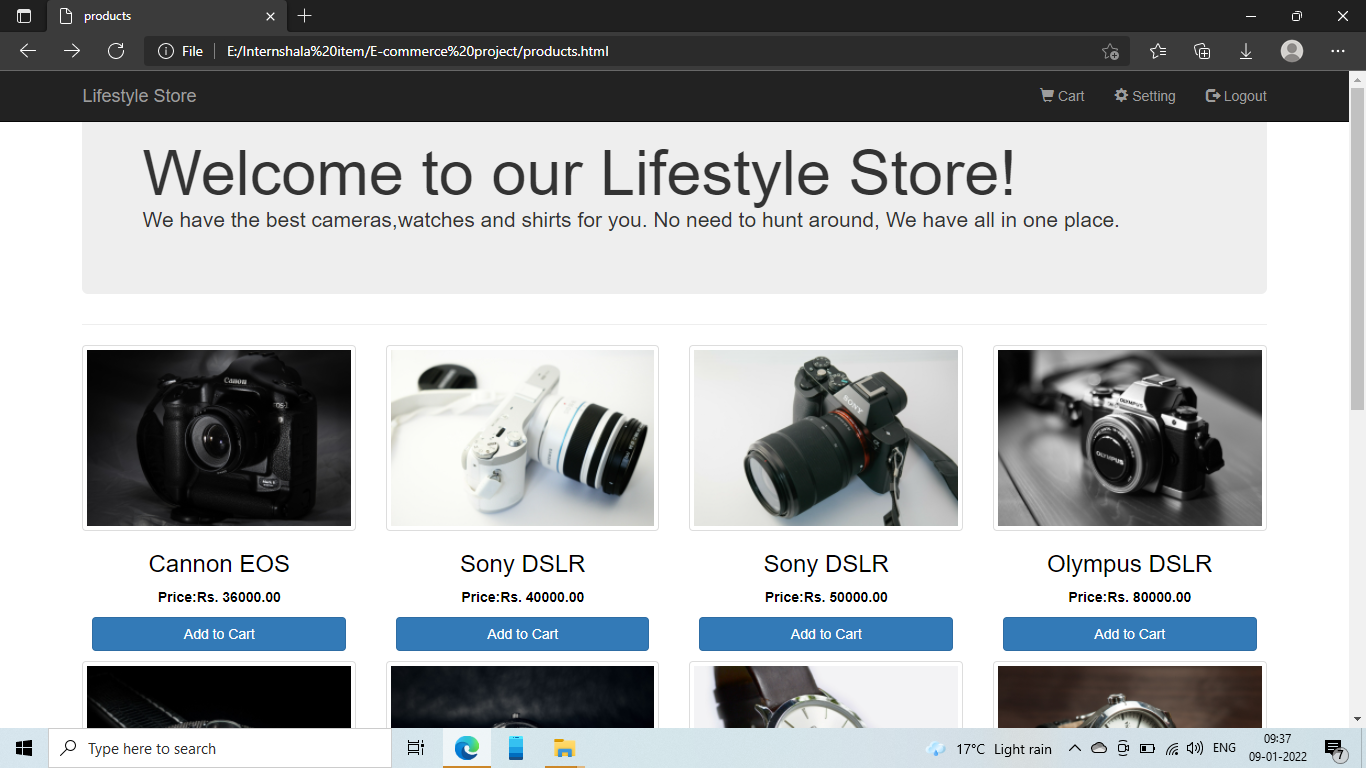 products
File
E:/Internshala%20item/E-commerce%20project/products.html
Lifestyle Store
Cart
Setting
Logout
Welcome to our Lifestyle Store!
We have the best cameras,watches and shirts for you. No need to hunt around, We have all in one place.
Canon
SONY
OLYMPUS
OLYMPUS
Cannon EOS
Sony DSLR
Sony DSLR
Olympus DSLR
Price:Rs. 36000.00
Price:Rs. 40000.00
Price:Rs. 50000.00
Price:Rs. 80000.00
Add to Cart
Add to Cart
Add to Cart
Add to Cart
Type here to search
17°C Light rain
ENG
09:37
09-01-2022
7